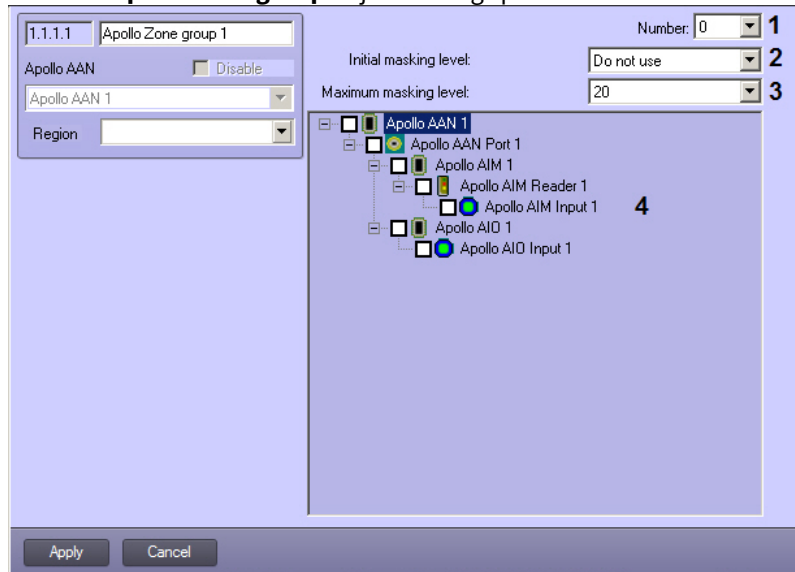 1.1.1.1 Apollo Zone group 1
Number: 0 1
Apollo AAN Disable
Initial masking level: Do not use 2
Apollo AAN 1
Maximum masking level: 20 3
Region
Apollo AAN 1
Apollo AAN Port 1
Apollo AIM 1
Apollo AIM Reader 1
Apollo AIM Input 1 4
Apollo AIO 1
Apollo AIO Input 1
Apply Cancel